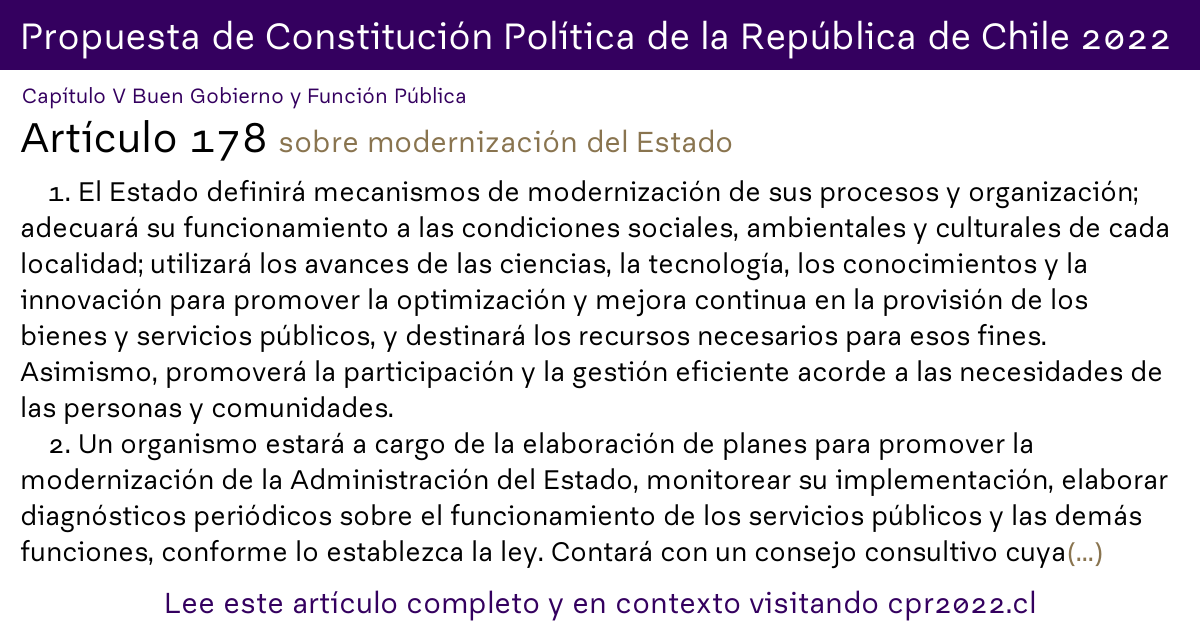 Propuesta de Constitución Política de la República de Chile 2022
Capítulo V Buen Gobierno y Función Pública
Artículo 178 sobre modernización del Estado
1. El Estado definirá mecanismos de modernización de sus procesos y organización;
adecuará su funcionamiento a las condiciones sociales, ambientales y culturales de cada
localidad; utilizará los avances de las ciencias, la tecnología, los conocimientos y la
innovación para promover la optimización y mejora continua en la provisión de los
bienes y servicios públicos, y destinará los recursos necesarios para esos fines.
Asimismo, promoverá la participación y la gestión eficiente acorde a las necesidades de
las personas y comunidades.
2. Un organismo estará a cargo de la elaboración de planes para promover la
modernización de la Administración del Estado, monitorear su implementación, elaborar
diagnósticos periódicos sobre el funcionamiento de los servicios públicos y las demás
funciones, conforme lo establezca la ley. Contará con un consejo consultivo cuya(...)
Lee este artículo completo y en contexto visitando cpr2022.cl